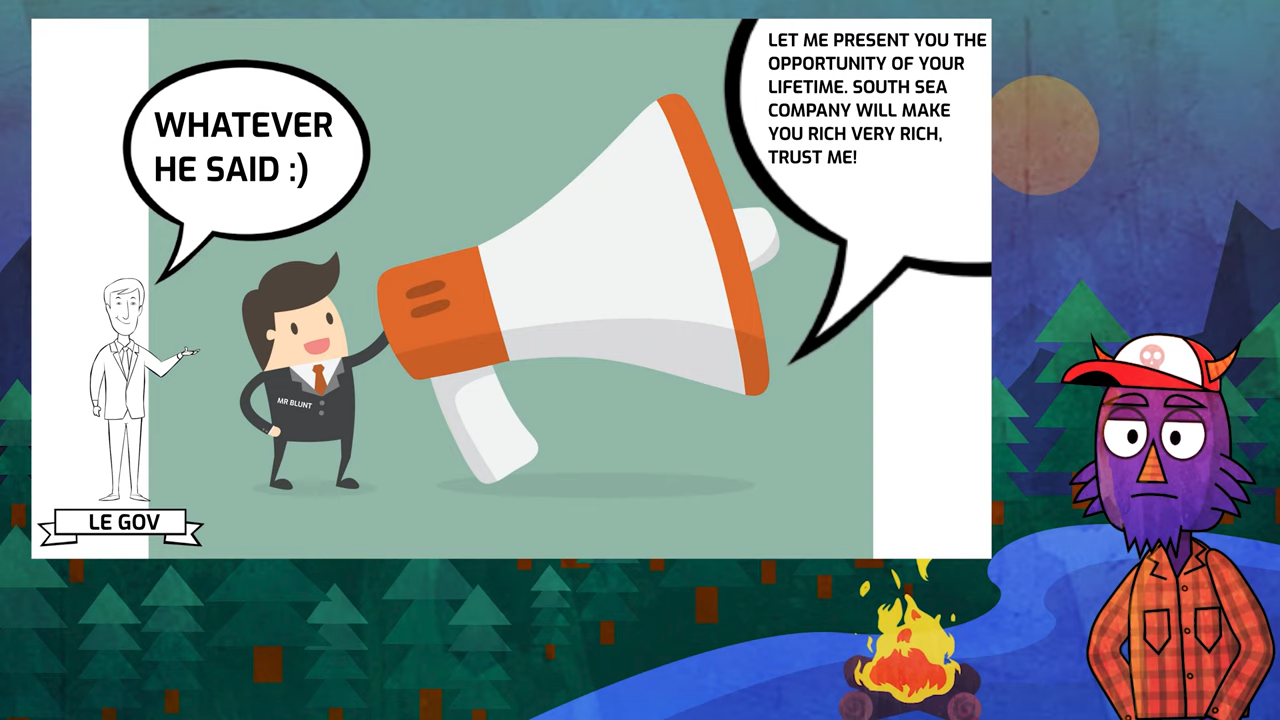 WHATEVER
HE SAID :)
LET ME PRESENT YOU THE
OPPORTUNITY OF YOUR
LIFETIME. SOUTH SEA
COMPANY WILL MAKE
YOU RICH VERY RICH,
TRUST ME!
MR BLUNT
LE GOV